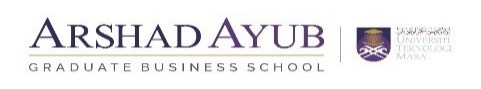 ARSHAD AYUB
GRADUATE BUSINESS SCHOOL
UNIVERSITI
TEKNOLOGI
MARA